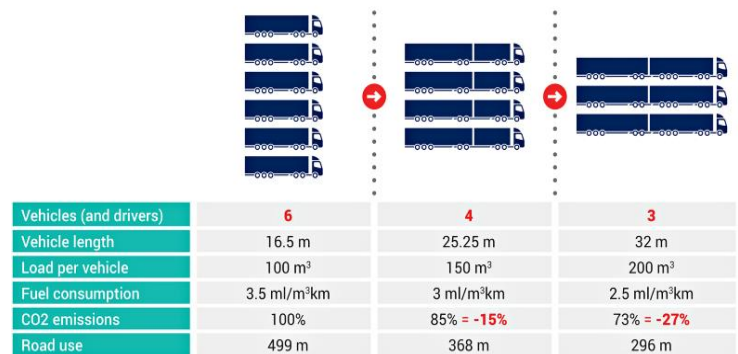 Vehicles (and drivers) 6 4 3
Vehicle length 16.5 m 25.25 m 32 m
Load per vehicle 100 m³ 150 m³ 200 m³
Fuel consumption 3.5 ml/m³km 3 ml/m³km 2.5 ml/m³km
CO2 emissions 100% 85% = -15% 73% = -27%
Road use 499 m 368 m 296 m